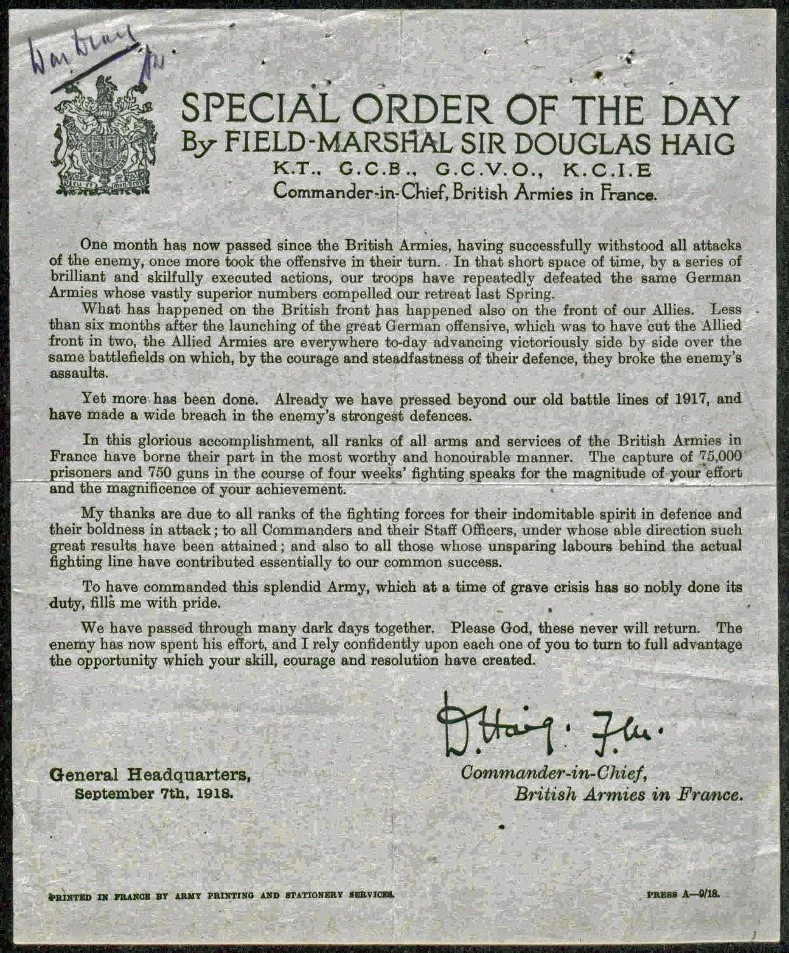 War Diary
SPECIAL ORDER OF THE DAY
By FIELD-MARSHAL SIR DOUGLAS HAIG
K.T., G.C.B., G.C.V.O., K.C.I.E
Commander-in-Chief, British Armies in France.
One month has now passed since the British Armies, having successfully withstood all attacks
of the enemy, once more took the offensive in their turn. In that short space of time, by a series of
brilliant and skilfully executed actions, our troops have repeatedly defeated the same German
Armies whose vastly superior numbers compelled our retreat last Spring.
What has happened on the British front has happened also on the front of our Allies. Less
than six months after the launching of the great German offensive, which was to have cut the Allied
front in two, the Allied Armies are everywhere to-day advancing victoriously side by side over the
same battlefields on which, by the courage and steadfastness of their defence, they broke the enemy's
assaults.
Yet more has been done. Already we have pressed beyond our old battle lines of 1917, and
have made a wide breach in the enemy's strongest defences.
In this glorious accomplishment, all ranks of all arms and services of the British Armies in
France have borne their part in the most worthy and honourable manner. The capture of 75,000
prisoners and 750 guns in the course of four weeks' fighting speaks for the magnitude of your effort
and the magnificence of your achievement.
My thanks are due to all ranks of the fighting forces for their indomitable spirit in defence and
their boldness in attack; to all Commanders and their Staff Officers, under whose able direction such
great results have been attained; and also to all those whose unsparing labours behind the actual
fighting line have contributed essentially to our common success.
To have commanded this splendid Army, which at a time of grave crisis has so nobly done its
duty, fills me with pride.
We have passed through many dark days together. Please God, these never will return. The
enemy has now spent his effort, and I rely confidently upon each one of you to turn to full advantage
the opportunity which your skill, courage and resolution have created.
D. Haig. F.M.
General Headquarters,
September 7th, 1918.
Commander-in-Chief,
British Armies in France.
PRINTED IN FRANCE BY ARMY PRINTING AND STATIONERY SERVICES.
PRESS A—9/18.